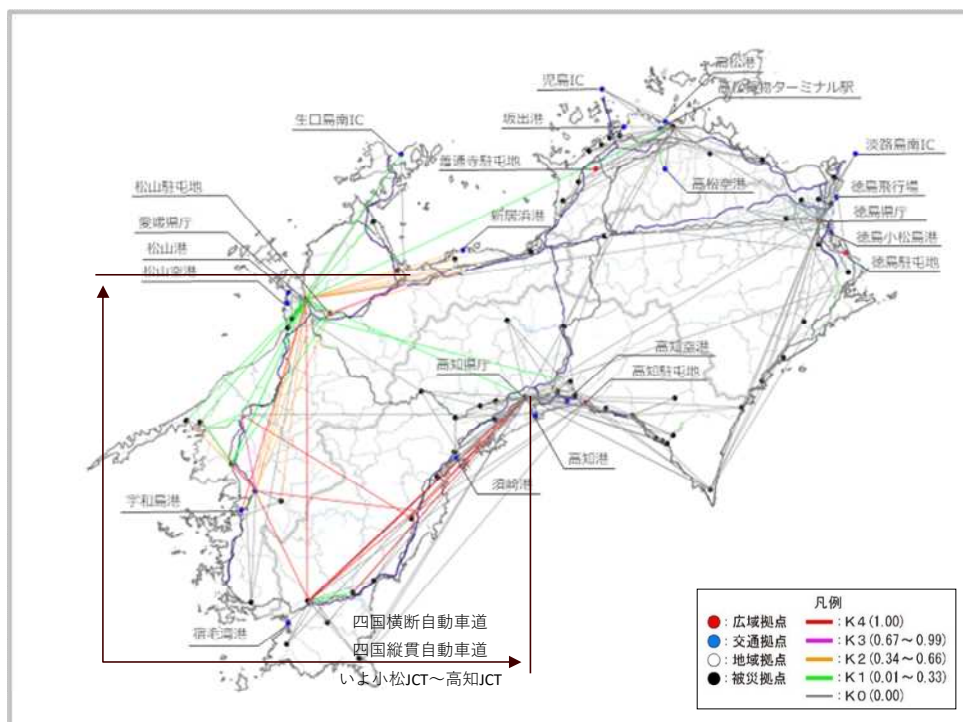 高松港
児島IC
高松貨物ターミナル駅
坂出港
生口島南IC
淡路島南IC
善通寺駐屯地
松山駐屯地
高松空港
徳島飛行場
愛媛県庁
新居浜港
徳島県庁
松山港
徳島小松島港
松山空港
徳島駐屯地
高知空港
高知県庁
高知駐屯地
高知港
須崎港
宇和島港
宿毛湾港
四国横断自動車道
四国縦貫自動車道
いよ小松JCT～高知JCT
凡例
：広域拠点
：交通拠点
：地域拠点
：被災拠点
：K4(1.00)
：K3(0.67～0.99)
：K2(0.34～0.66)
：K1(0.01～0.33)
：K0(0.00)